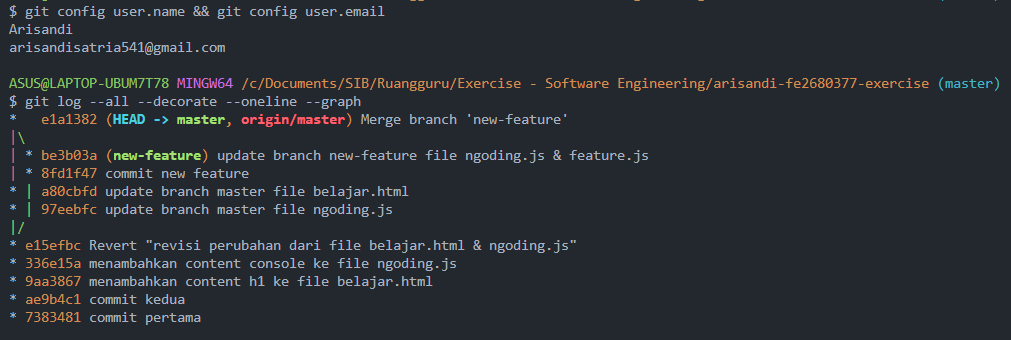 $ git config user.name && git config user.email
Arisandi
arisandisatria541@gmail.com
ASUS@LAPTOP-UBUM7T78 MINGW64 /c/Documents/SIB/Ruangguru/Exercise - Software Engineering/arisandi-fe2680377-exercise (master)
$ git log --all --decorate --oneline --graph
*   e1a1382 (HEAD -> master, origin/master) Merge branch 'new-feature'
|\
| * be3b03a (new-feature) update branch new-feature file ngoding.js & feature.js
| * 8fd1f47 commit new feature
* | a80cbfd update branch master file belajar.html
* | 97eebfc update branch master file ngoding.js
|/
* e15efbc Revert "revisi perubahan dari file belajar.html & ngoding.js"
* 336e15a menambahkan content console ke file ngoding.js
* 9aa3867 menambahkan content h1 ke file belajar.html
* ae9b4c1 commit kedua
* 7383481 commit pertama